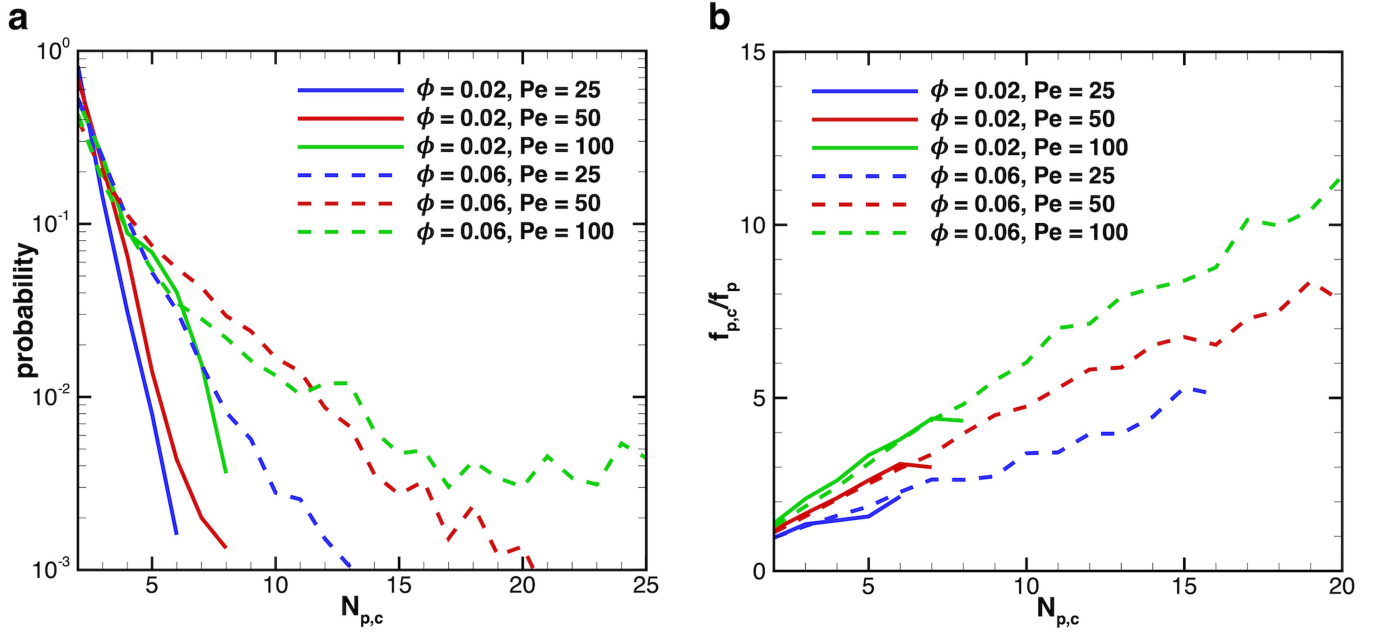 a
10^0
10^-1
10^-2
10^-3
probability
ϕ = 0.02, Pe = 25
ϕ = 0.02, Pe = 50
ϕ = 0.02, Pe = 100
ϕ = 0.06, Pe = 25
ϕ = 0.06, Pe = 50
ϕ = 0.06, Pe = 100
5 10 15 20 25
N_p,c
b
15
10
5
0
f_p,c/f_p
ϕ = 0.02, Pe = 25
ϕ = 0.02, Pe = 50
ϕ = 0.02, Pe = 100
ϕ = 0.06, Pe = 25
ϕ = 0.06, Pe = 50
ϕ = 0.06, Pe = 100
5 10 15 20
N_p,c